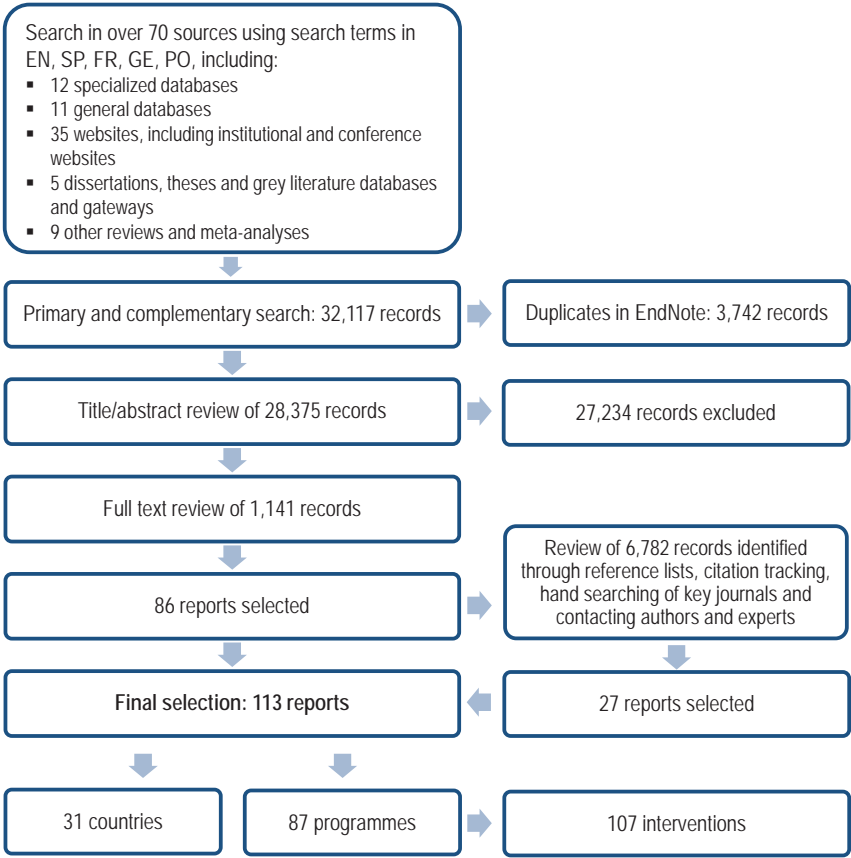 Search in over 70 sources using search terms in
EN, SP, FR, GE, PO, including:
▪ 12 specialized databases
▪ 11 general databases
▪ 35 websites, including institutional and conference
websites
▪ 5 dissertations, theses and grey literature databases
and gateways
▪ 9 other reviews and meta-analyses
Primary and complementary search: 32,117 records
Duplicates in EndNote: 3,742 records
Title/abstract review of 28,375 records
27,234 records excluded
Full text review of 1,141 records
86 reports selected
Review of 6,782 records identified
through reference lists, citation tracking,
hand searching of key journals and
contacting authors and experts
Final selection: 113 reports
27 reports selected
31 countries
87 programmes
107 interventions